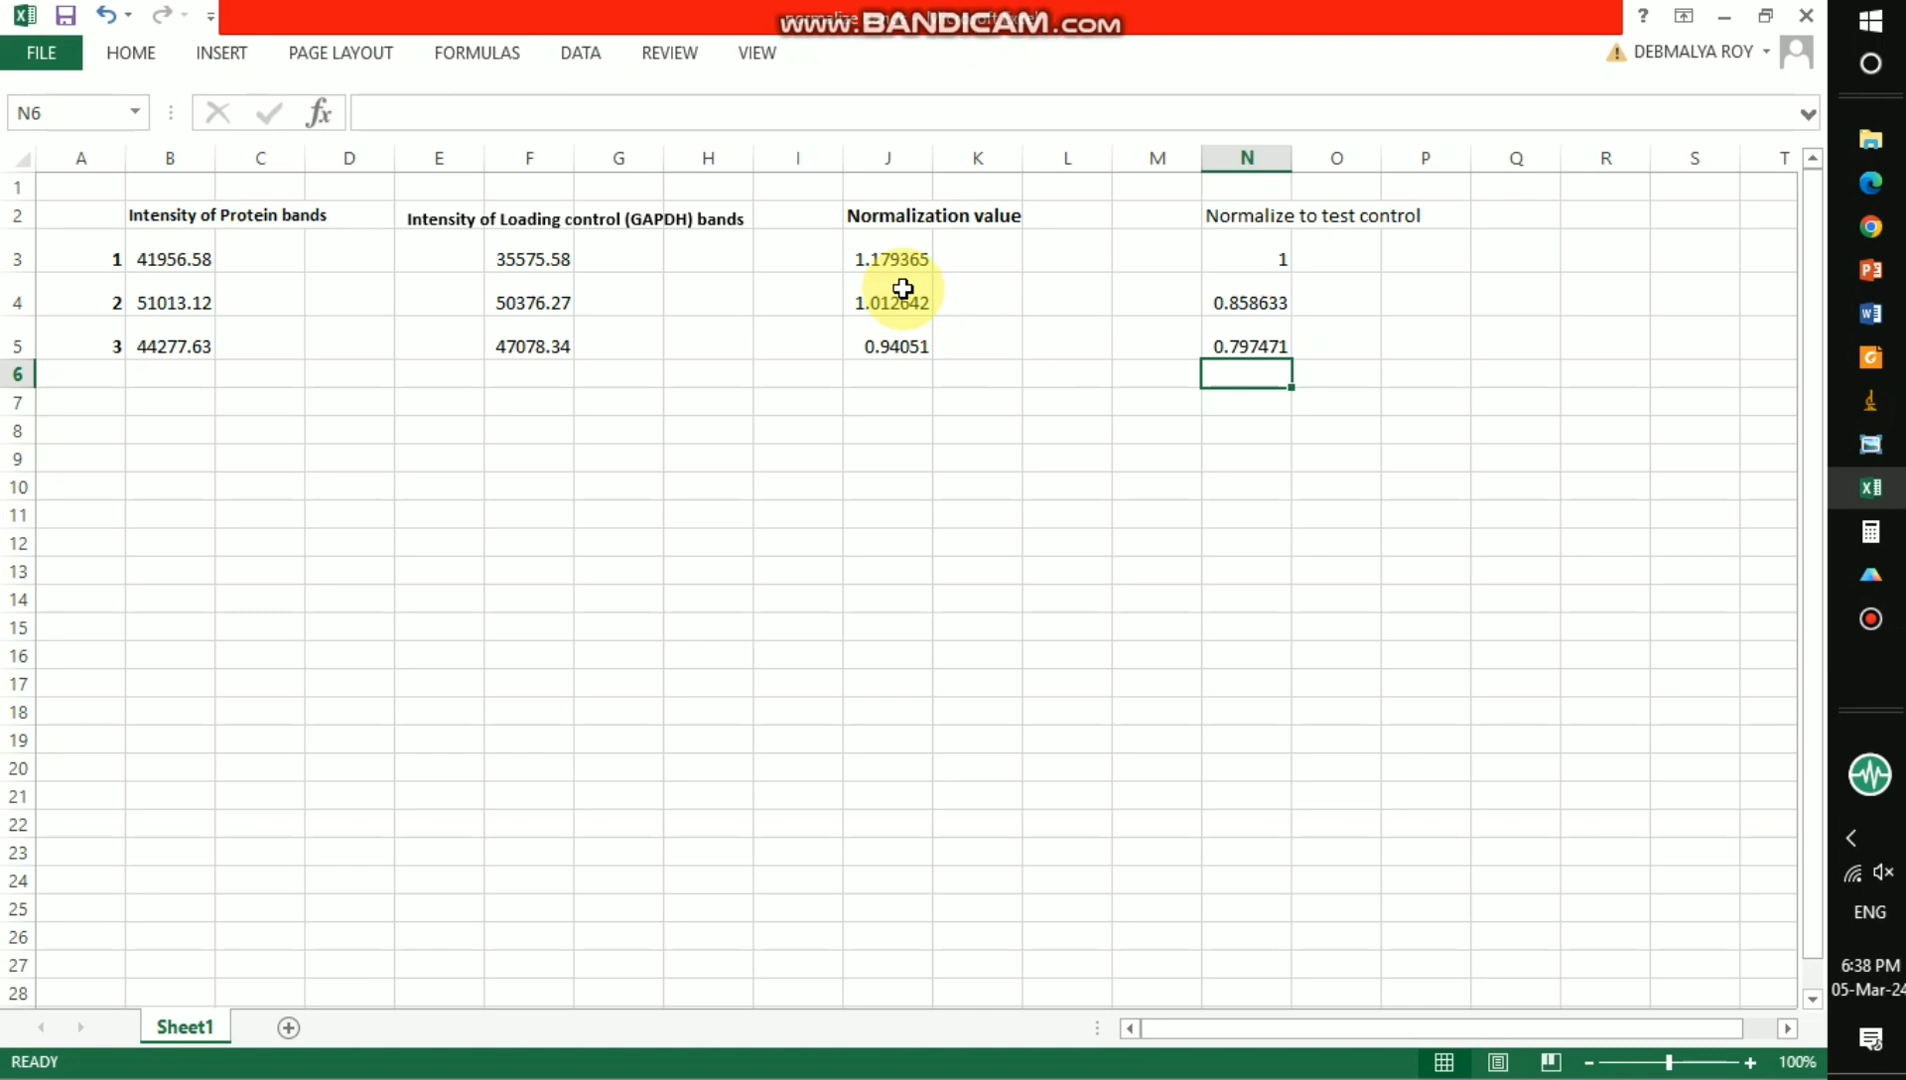 www.BANDICAM.com
FILE HOME INSERT PAGE LAYOUT FORMULAS DATA REVIEW VIEW DEBMALYA ROY
N6 fx
A B C D E F G H I J K L M N O P Q R S T
1
2 Intensity of Protein bands Intensity of Loading control (GAPDH) bands Normalization value Normalize to test control
3 1 41956.58 35575.58 1.179365 1
4 2 51013.12 50376.27 1.012642 0.858633
5 3 44277.63 47078.34 0.94051 0.797471
6
7
8
9
10
11
12
13
14
15
16
17
18
19
20
21
22
23
24
25
26
27
28
Sheet1
READY 100%
ENG
6:38 PM
05-Mar-24